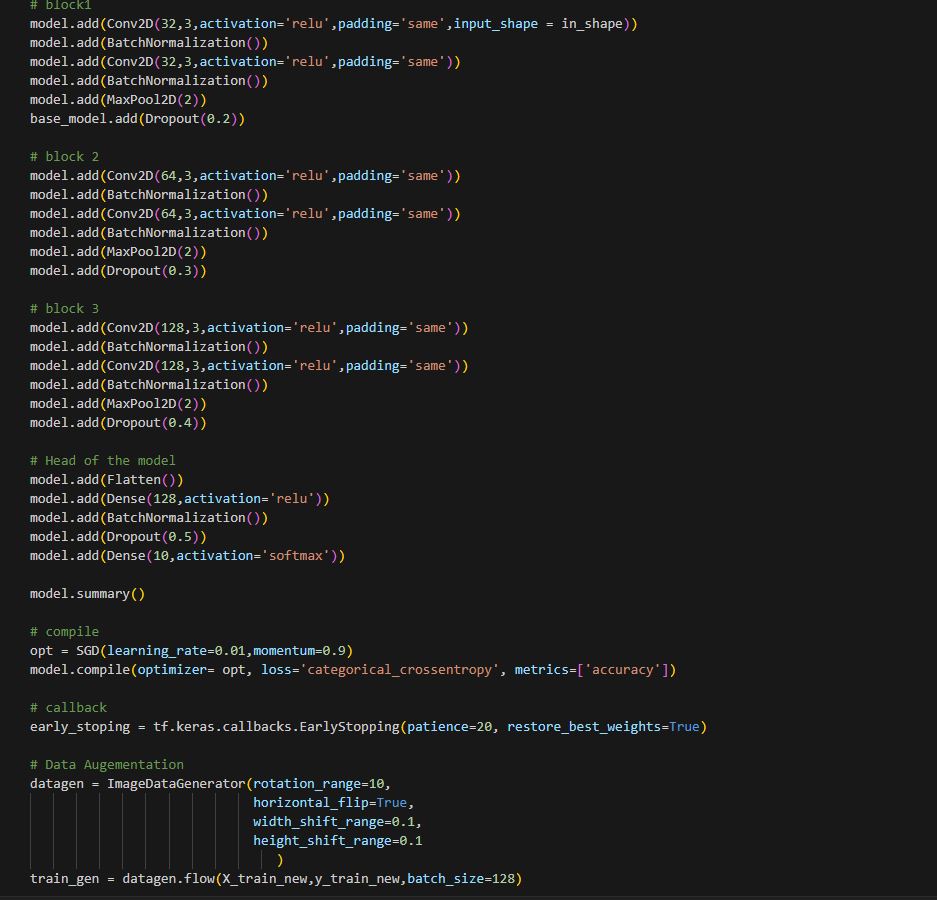 # block1
model.add(Conv2D(32,3,activation='relu',padding='same',input_shape = in_shape))
model.add(BatchNormalization())
model.add(Conv2D(32,3,activation='relu',padding='same'))
model.add(BatchNormalization())
model.add(MaxPool2D(2))
base_model.add(Dropout(0.2))

# block 2
model.add(Conv2D(64,3,activation='relu',padding='same'))
model.add(BatchNormalization())
model.add(Conv2D(64,3,activation='relu',padding='same'))
model.add(BatchNormalization())
model.add(MaxPool2D(2))
model.add(Dropout(0.3))

# block 3
model.add(Conv2D(128,3,activation='relu',padding='same'))
model.add(BatchNormalization())
model.add(Conv2D(128,3,activation='relu',padding='same'))
model.add(BatchNormalization())
model.add(MaxPool2D(2))
model.add(Dropout(0.4))

# Head of the model
model.add(Flatten())
model.add(Dense(128,activation='relu'))
model.add(BatchNormalization())
model.add(Dropout(0.5))
model.add(Dense(10,activation='softmax'))

model.summary()

# compile
opt = SGD(learning_rate=0.01,momentum=0.9)
model.compile(optimizer= opt, loss='categorical_crossentropy', metrics=['accuracy'])

# callback
early_stoping = tf.keras.callbacks.EarlyStopping(patience=20, restore_best_weights=True)

# Data Augementation
datagen = ImageDataGenerator(rotation_range=10,
                             horizontal_flip=True,
                             width_shift_range=0.1,
                             height_shift_range=0.1
                                )
train_gen = datagen.flow(X_train_new,y_train_new,batch_size=128)